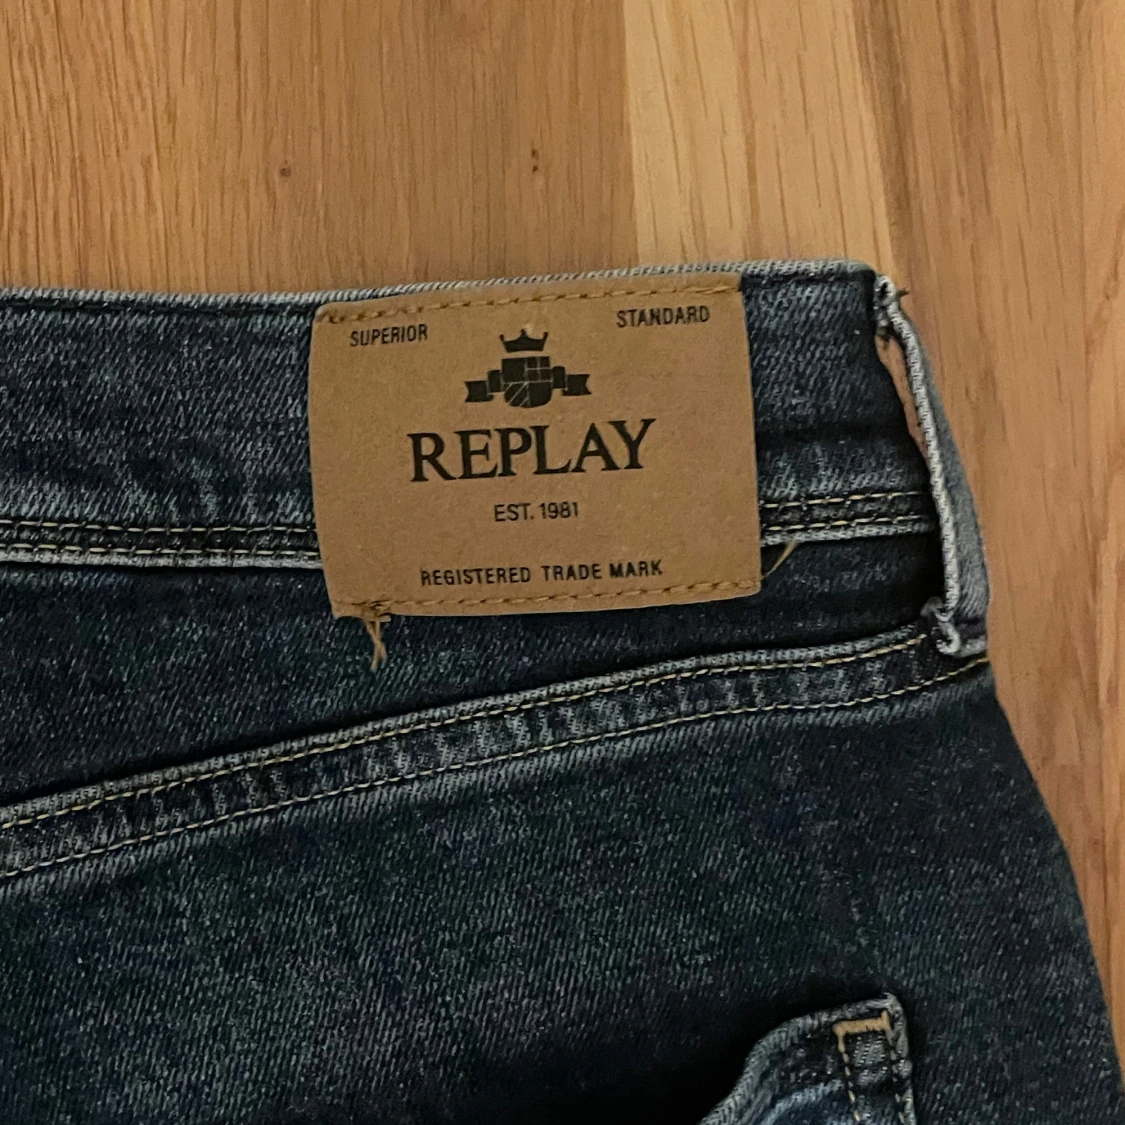 SUPERIOR STANDARD
REPLAY
EST. 1981
REGISTERED TRADE MARK